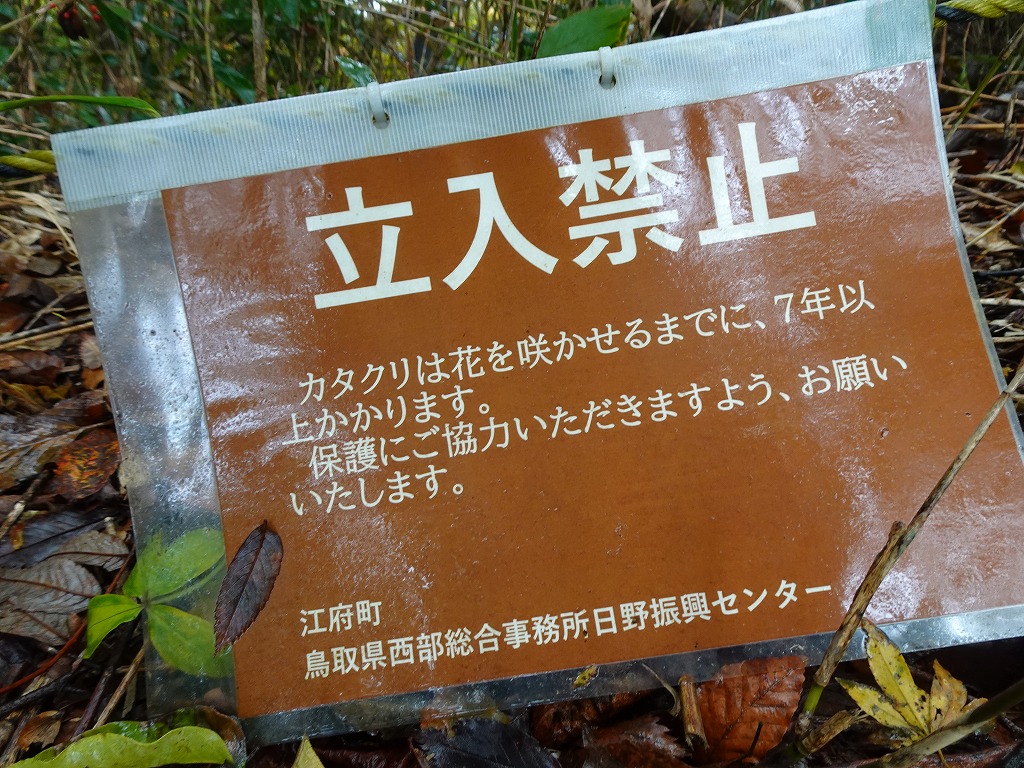 立入禁止
カタクリは花を咲かせるまでに、7年以
上かかります。
保護にご協力いただきますよう、お願い
いたします。
江府町
鳥取県西部総合事務所日野振興センター